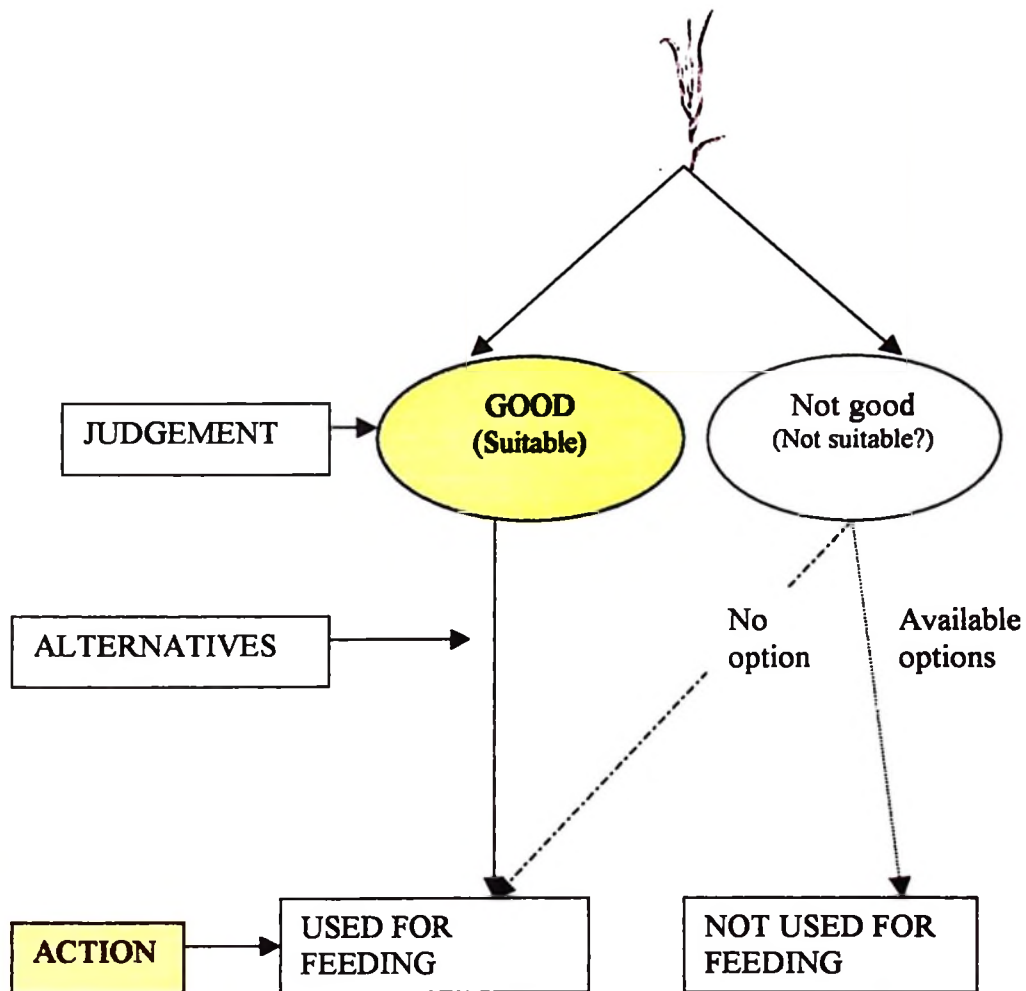 JUDGEMENT
GOOD
(Suitable)
Not good
(Not suitable?)
ALTERNATIVES
No
option
Available
options
ACTION
USED FOR
FEEDING
NOT USED FOR
FEEDING